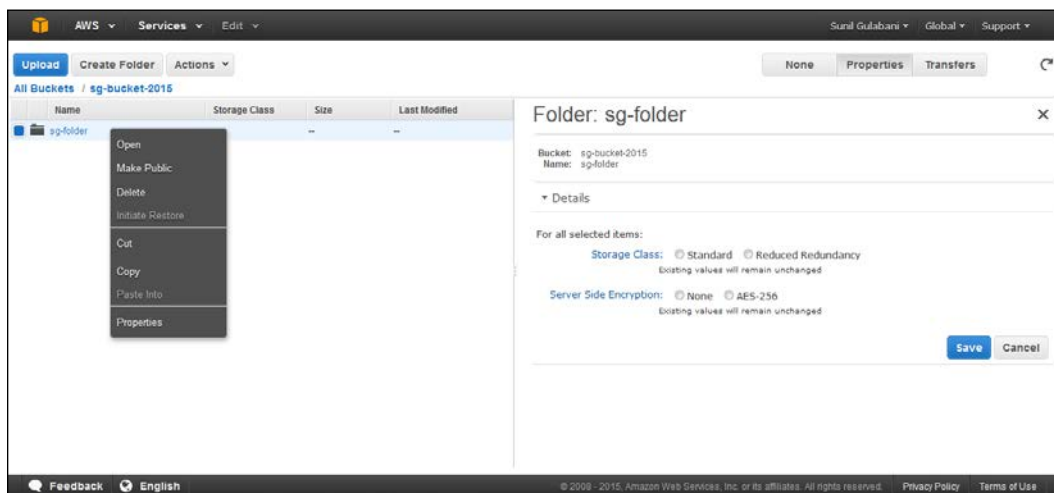 AWS Services Edit Sunil Gulabani Global Support
Upload Create Folder Actions None Properties Transfers
All Buckets / sg-bucket-2015
Name Storage Class Size Last Modified
sg-folder -- --
Open
Make Public
Delete
Initiate Restore
Cut
Copy
Paste Into
Properties
Folder: sg-folder ×
Bucket: sg-bucket-2015
Name: sg-folder
Details
For all selected items:
Storage Class: Standard Reduced Redundancy
Existing values will remain unchanged
Server Side Encryption: None AES-256
Existing values will remain unchanged
Save Cancel
Feedback English © 2008 - 2015, Amazon Web Services, Inc. or its affiliates. All rights reserved. Privacy Policy Terms of Use